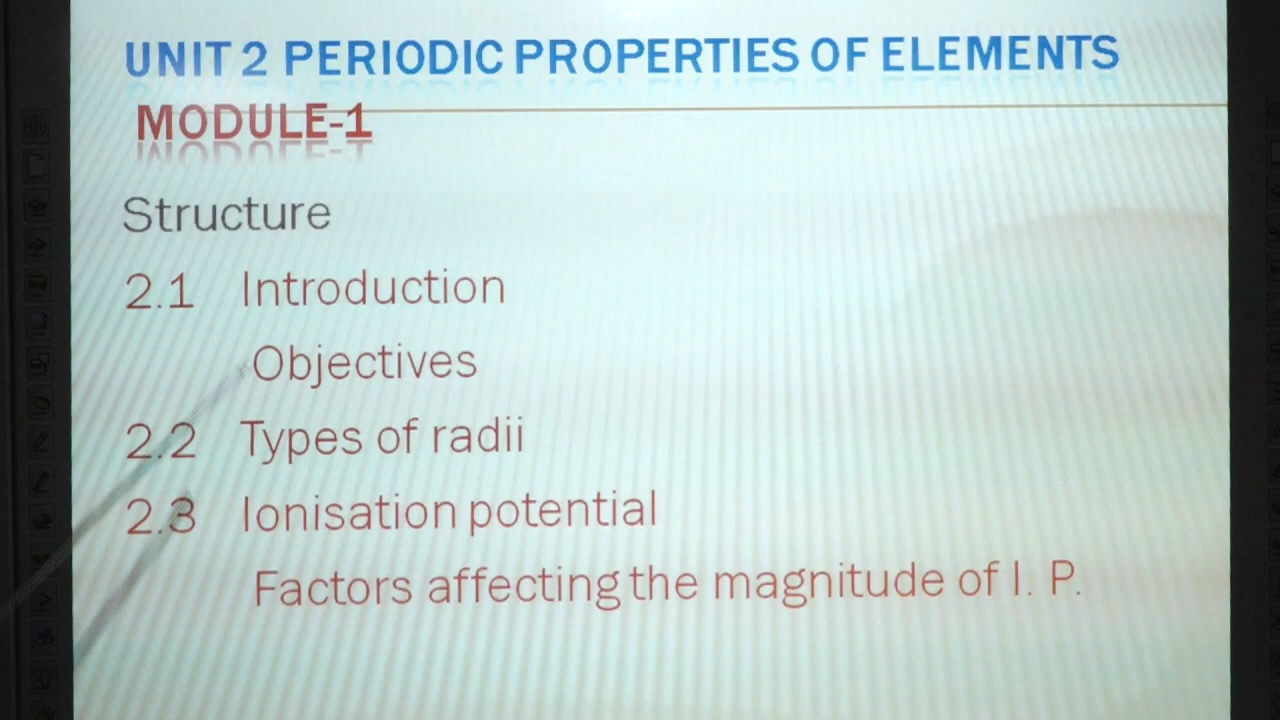 UNIT 2 PERIODIC PROPERTIES OF ELEMENTS
MODULE-1
Structure
2.1 Introduction
Objectives
2.2 Types of radii
2.3 Ionisation potential
Factors affecting the magnitude of I. P.